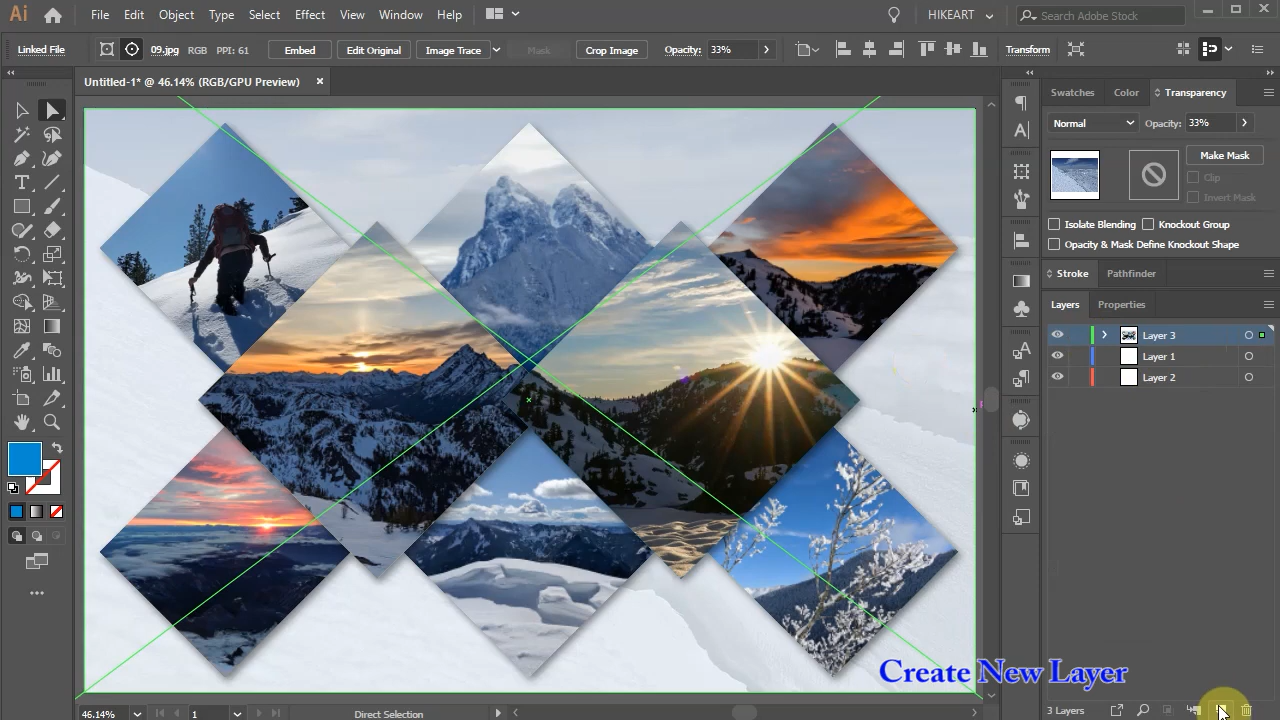 Ai File Edit Object Type Select Effect View Window Help HIKEART Search Adobe Stock
Linked File 09.jpg RGB PPI: 61 Embed Edit Original Image Trace Mask Crop Image Opacity: 33% Transform
Untitled-1* @ 46.14% (RGB/GPU Preview) ×
Swatches Color Transparency
Normal Opacity: 33%
Make Mask
Clip
Invert Mask
Isolate Blending Knockout Group
Opacity & Mask Define Knockout Shape
Stroke Pathfinder
Layers Properties
Layer 3
Layer 1
Layer 2
Create New Layer
46.14% 1 Direct Selection 3 Layers